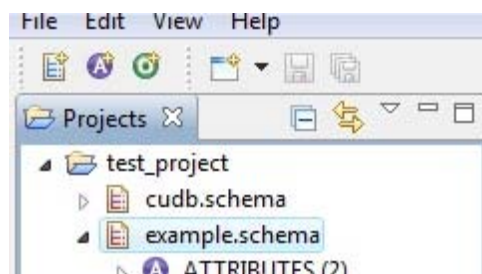 File Edit View Help
Projects
test_project
cudb.schema
example.schema
A ATTRIBUTES (2)